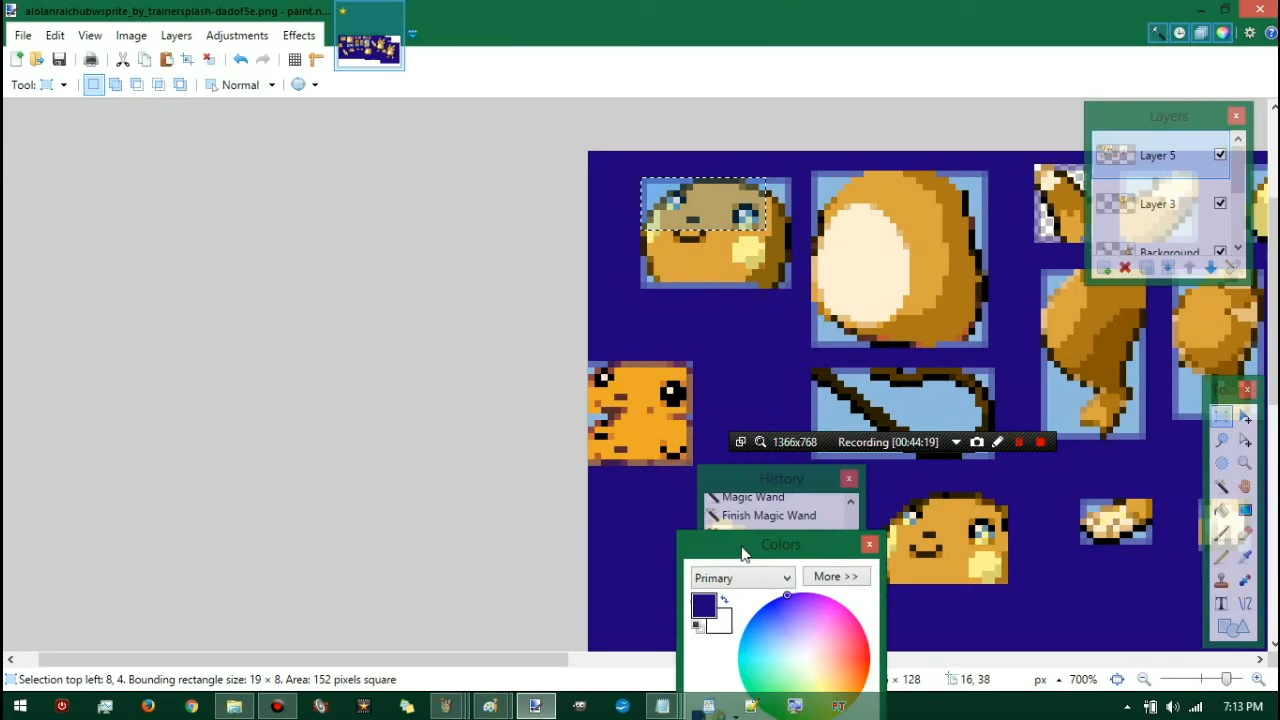 alolanraichubwsprite_by_trainersplash-dadof5e.png - paint.n...
File Edit View Image Layers Adjustments Effects
Tool: Normal
Layers
Layer 5
Layer 3
Background
1366x768 Recording [00:44:19]
History
Magic Wand
Finish Magic Wand
Colors
Primary More >>
Selection top left: 8, 4. Bounding rectangle size: 19 × 8. Area: 152 pixels square × 128 16, 38 px 700%
7:13 PM